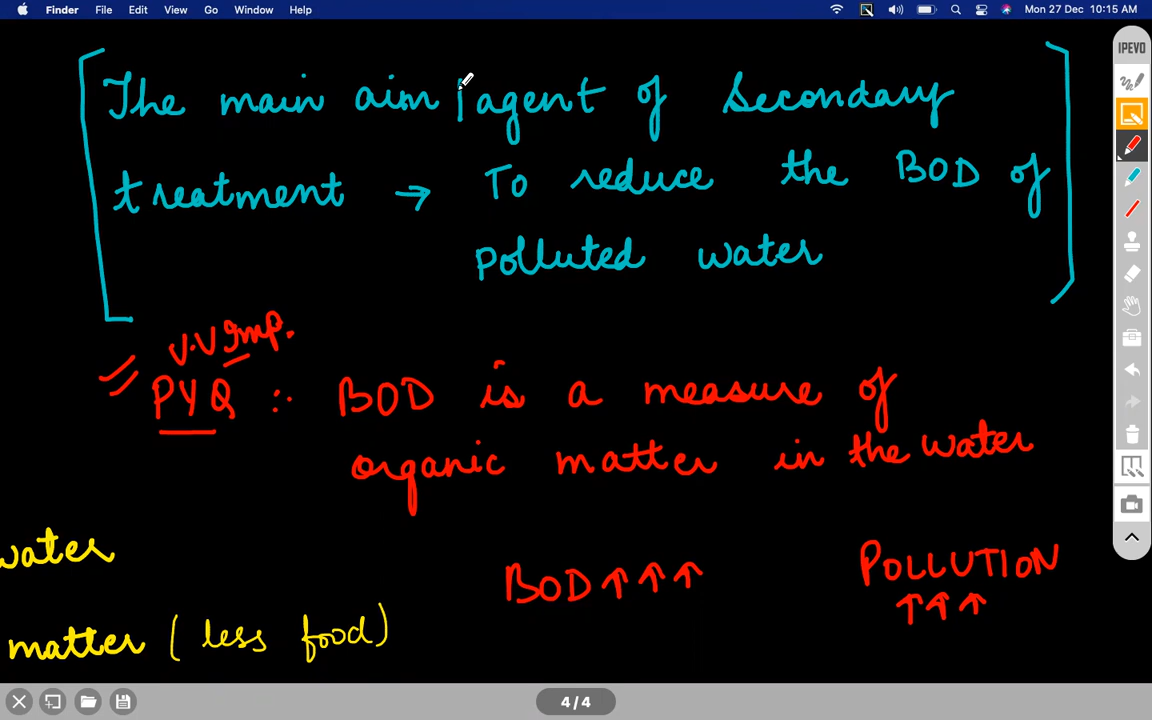 Finder File Edit View Go Window Help Mon 27 Dec 10:15 AM
IPEVO
The main aim | agent of Secondary
treatment → To reduce the BOD of
polluted water
V.V Imp.
PYQ :- BOD is a measure of
organic matter in the water
water
BOD ↑ ↑ ↑ POLLUTION
↑ ↑ ↑
matter (less food)
4/4